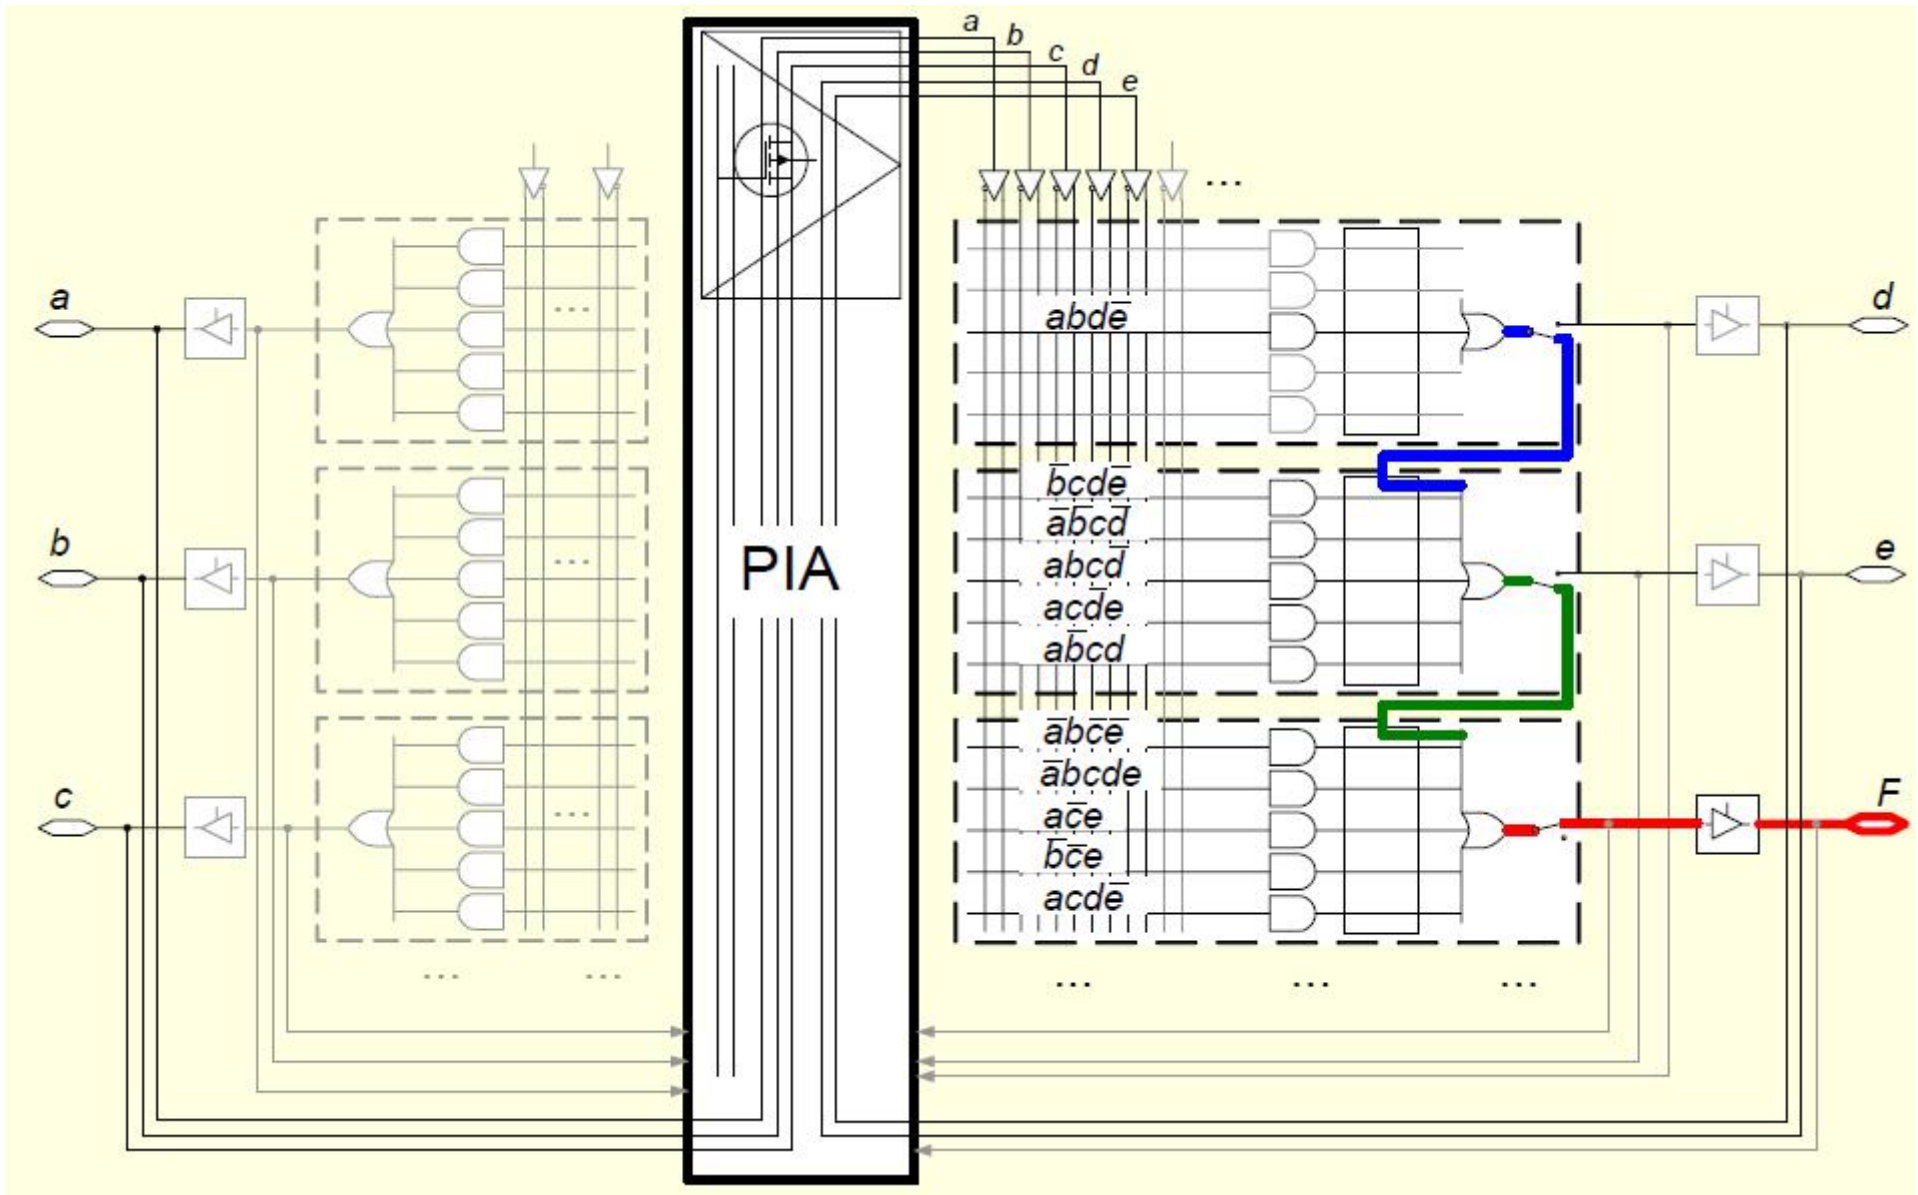 a
b
c
d
e
a
b
c
PIA
abde̅
b̅cde̅
a̅b̅cd̅
abcd̅
acd̅e
ab̅cd
a̅bc̅e̅
a̅bcde
ac̅e
b̅c̅e
acde̅
d
e
F